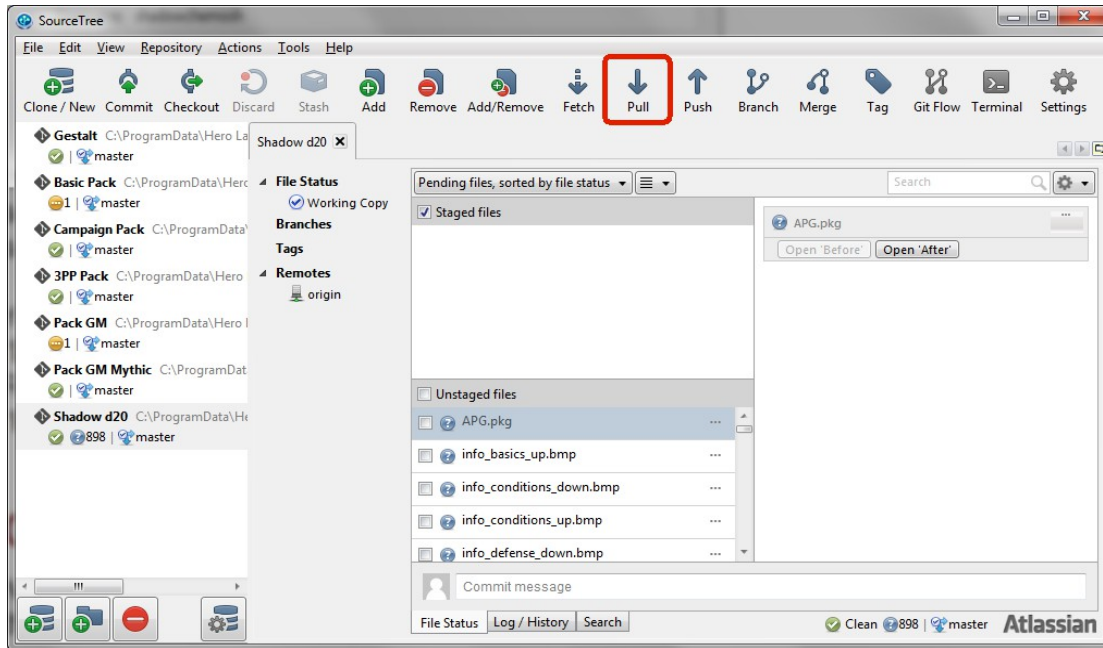 SourceTree
File Edit View Repository Actions Tools Help
Clone / New Commit Checkout Discard Stash Add Remove Add/Remove Fetch Pull Push Branch Merge Tag Git Flow Terminal Settings
Gestalt C:\ProgramData\Hero La
master
Basic Pack C:\ProgramData\Herc
1 | master
Campaign Pack C:\ProgramData\
master
3PP Pack C:\ProgramData\Hero
master
Pack GM C:\ProgramData\Hero
1 | master
Pack GM Mythic C:\ProgramDat
master
Shadow d20 C:\ProgramData\He
898 | master
Shadow d20
File Status
Working Copy
Branches
Tags
Remotes
origin
Pending files, sorted by file status
Search
Staged files
Unstaged files
APG.pkg ...
info_basics_up.bmp ...
info_conditions_down.bmp ...
info_conditions_up.bmp ...
info_defense_down.bmp ...
APG.pkg ...
Open 'Before' Open 'After'
Commit message
File Status Log / History Search
Clean 898 | master Atlassian